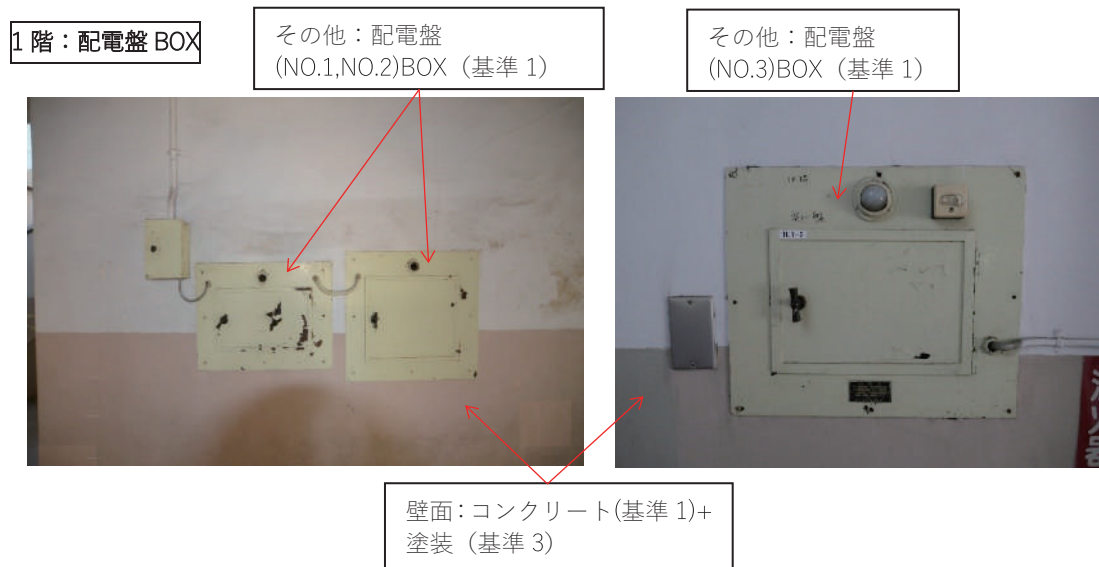 1 階：配電盤 BOX
その他：配電盤
(NO.1,NO.2)BOX（基準 1）
その他：配電盤
(NO.3)BOX（基準 1）
壁面：コンクリート(基準 1)+
塗装（基準 3）